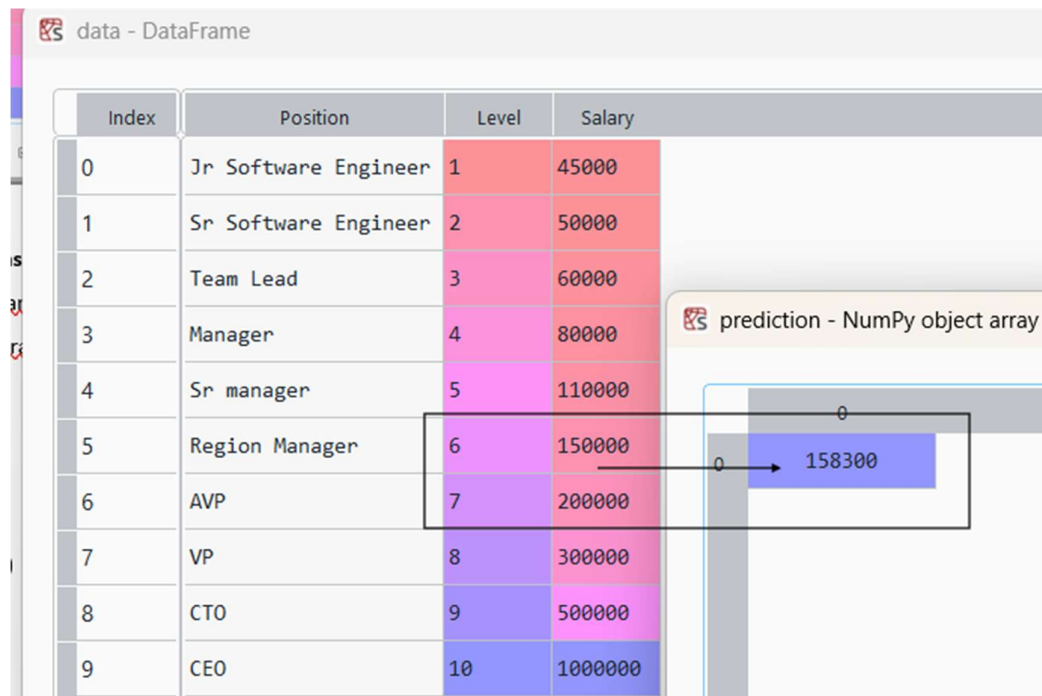 data - DataFrame
Index Position Level Salary
0 Jr Software Engineer 1 45000
1 Sr Software Engineer 2 50000
2 Team Lead 3 60000
3 Manager 4 80000
4 Sr manager 5 110000
5 Region Manager 6 150000
6 AVP 7 200000
7 VP 8 300000
8 CTO 9 500000
9 CEO 10 1000000
prediction - NumPy object array
0
0 158300